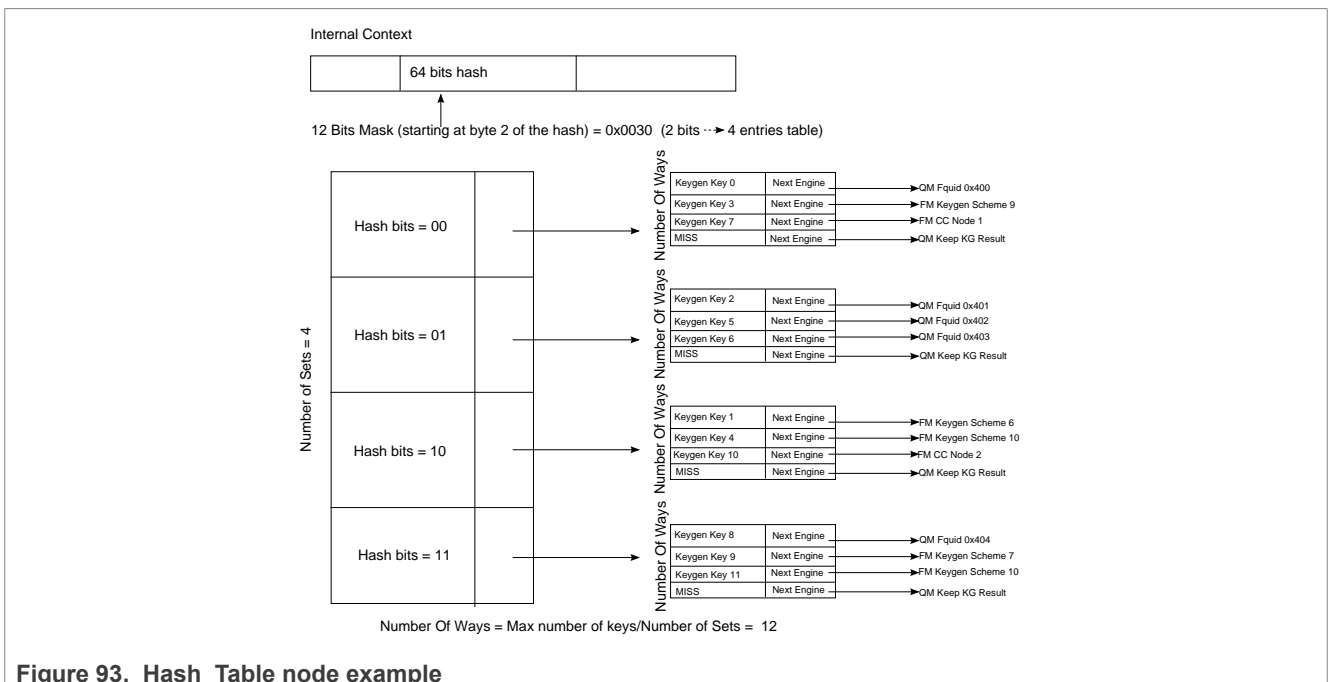 Internal Context
64 bits hash
12 Bits Mask (starting at byte 2 of the hash) = 0x0030 (2 bits ➔ 4 entries table)
Number of Sets = 4
Hash bits = 00
Number Of Ways
Keygen Key 0 Next Engine QM Fquid 0x400
Keygen Key 3 Next Engine FM Keygen Scheme 9
Keygen Key 7 Next Engine FM CC Node 1
MISS Next Engine QM Keep KG Result
Hash bits = 01
Number Of Ways
Keygen Key 2 Next Engine QM Fquid 0x401
Keygen Key 5 Next Engine QM Fquid 0x402
Keygen Key 6 Next Engine QM Fquid 0x403
MISS Next Engine QM Keep KG Result
Hash bits = 10
Number Of Ways
Keygen Key 1 Next Engine FM Keygen Scheme 6
Keygen Key 4 Next Engine FM Keygen Scheme 10
Keygen Key 10 Next Engine FM CC Node 2
MISS Next Engine QM Keep KG Result
Hash bits = 11
Number Of Ways
Keygen Key 8 Next Engine QM Fquid 0x404
Keygen Key 9 Next Engine FM Keygen Scheme 7
Keygen Key 11 Next Engine FM Keygen Scheme 10
MISS Next Engine QM Keep KG Result
Number Of Ways = Max number of keys/Number of Sets = 12
Figure 93. Hash_Table node example